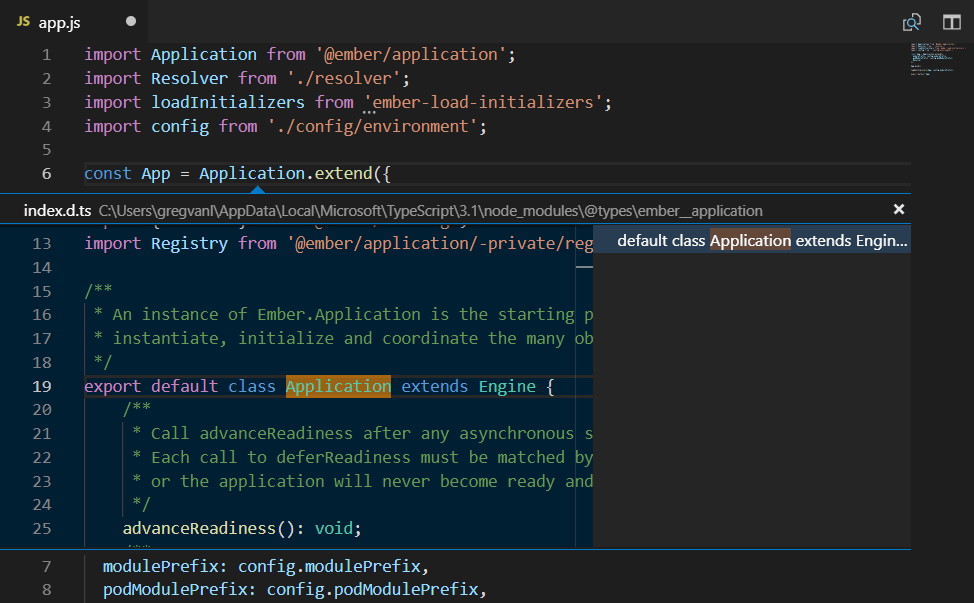 JS app.js
1 import Application from '@ember/application';
2 import Resolver from './resolver';
3 import loadInitializers from 'ember-load-initializers';
4 import config from './config/environment';
5
6 const App = Application.extend({
index.d.ts C:\Users\gregvanl\AppData\Local\Microsoft\TypeScript\3.1\node_modules\@types\ember__application
13 import Registry from '@ember/application/-private/reg
default class Application extends Engin...
14
15 /**
16 * An instance of Ember.Application is the starting p
17 * instantiate, initialize and coordinate the many ob
18 */
19 export default class Application extends Engine {
20 /**
21 * Call advanceReadiness after any asynchronous s
22 * Each call to deferReadiness must be matched by
23 * or the application will never become ready and
24 */
25 advanceReadiness(): void;
7 modulePrefix: config.modulePrefix,
8 podModulePrefix: config.podModulePrefix,